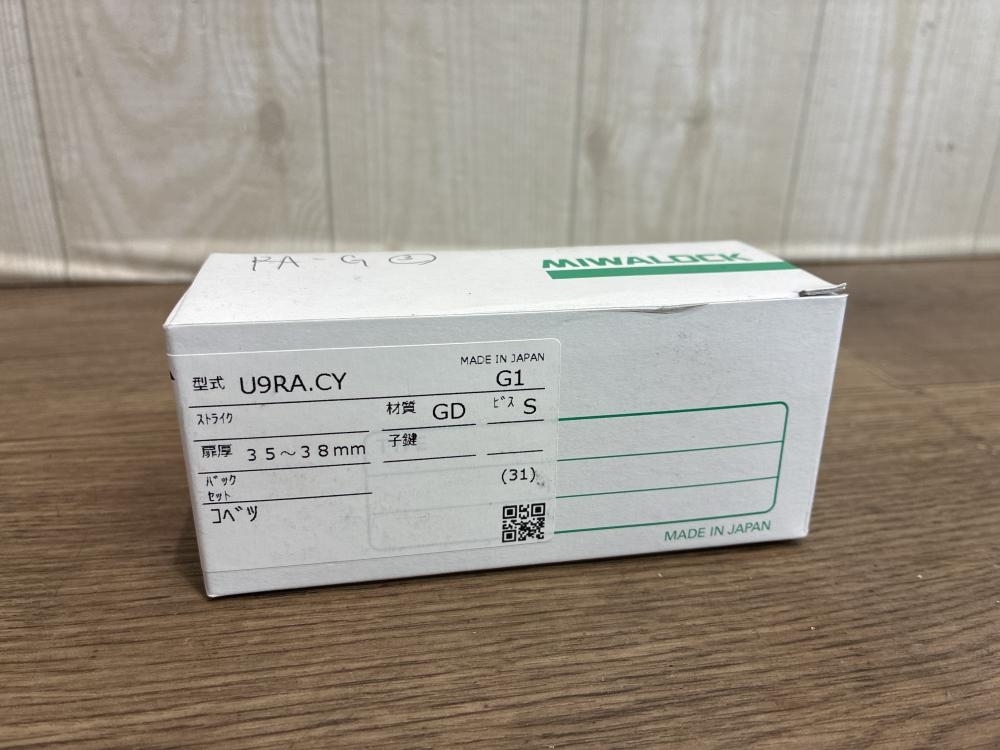 RA-G ③
MIWALOCK
MADE IN JAPAN
型式 U9RA.CY G1
ストライク 材質 GD ビス S
扉厚 35～38mm 子鍵
バック
セット (31)
コベツ
MADE IN JAPAN